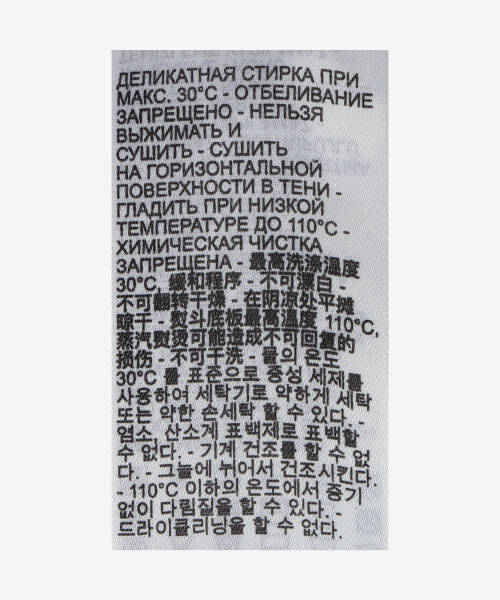 ДЕЛИКАТНАЯ СТИРКА ПРИ
МАКС. 30°C - ОТБЕЛИВАНИЕ
ЗАПРЕЩЕНО - НЕЛЬЗЯ
ВЫЖИМАТЬ И
СУШИТЬ - СУШИТЬ
НА ГОРИЗОНТАЛЬНОЙ
ПОВЕРХНОСТИ В ТЕНИ -
ГЛАДИТЬ ПРИ НИЗКОЙ
ТЕМПЕРАТУРЕ ДО 110°C -
ХИМИЧЕСКАЯ ЧИСТКА
ЗАПРЕЩЕНА - 最高洗涤温度
30°C, 缓和程序 - 不可漂白 -
不可翻转干燥 - 在阴凉处平摊
晾干 - 熨斗底板最高温度 110°C,
蒸汽熨烫可能造成不可回复的
损伤 - 不可干洗 - 물의 온도
30°C 를 표준으로 중성 세제를
사용하여 세탁기로 약하게 세탁
또는 약한 손세탁 할 수 있다. -
염소, 산소계 표백제로 표백할
수 없다. - 기계 건조를 할 수 없
다. - 그늘에 뉘어서 건조시킨다.
- 110°C 이하의 온도에서 증기
없이 다림질을 할 수 있다. -
드라이클리닝을 할 수 없다.